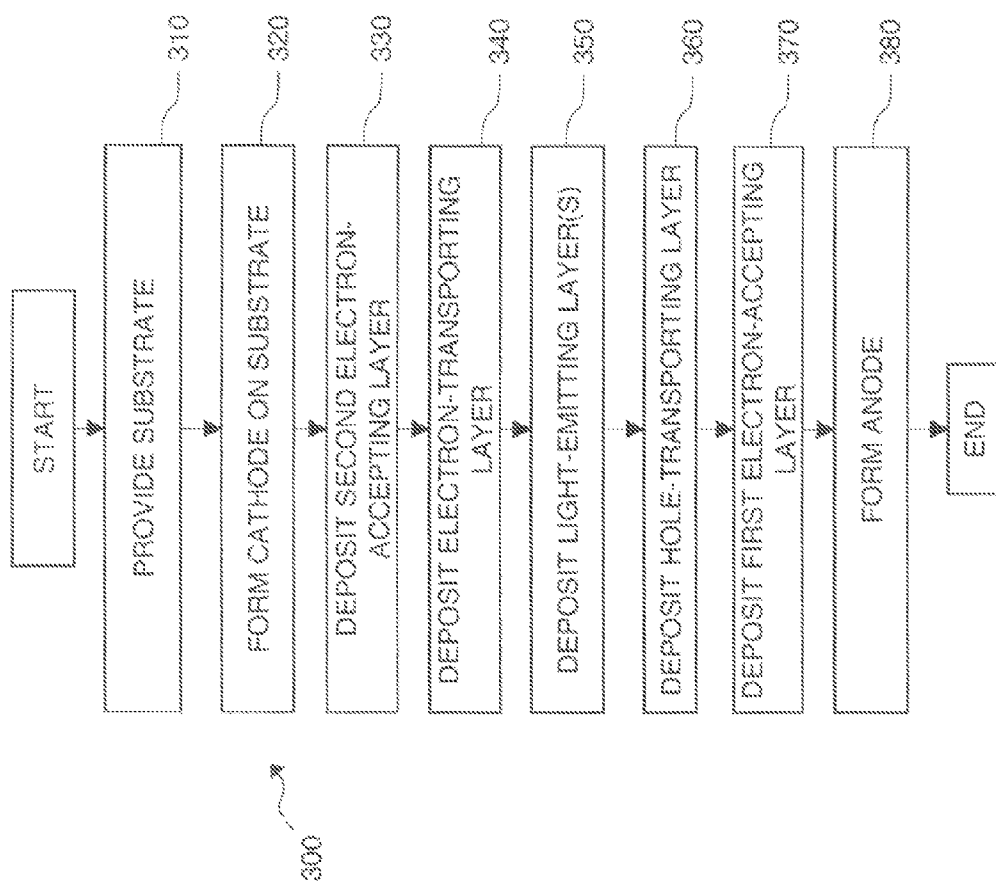 START
PROVIDE SUBSTRATE
310
FORM CATHODE ON SUBSTRATE
320
DEPOSIT SECOND ELECTRON-
ACCEPTING LAYER
330
DEPOSIT ELECTRON-TRANSPORTING
LAYER
340
DEPOSIT LIGHT-EMITTING LAYER(S)
350
DEPOSIT HOLE-TRANSPORTING LAYER
360
DEPOSIT FIRST ELECTRON-ACCEPTING
LAYER
370
FORM ANODE
380
END
300